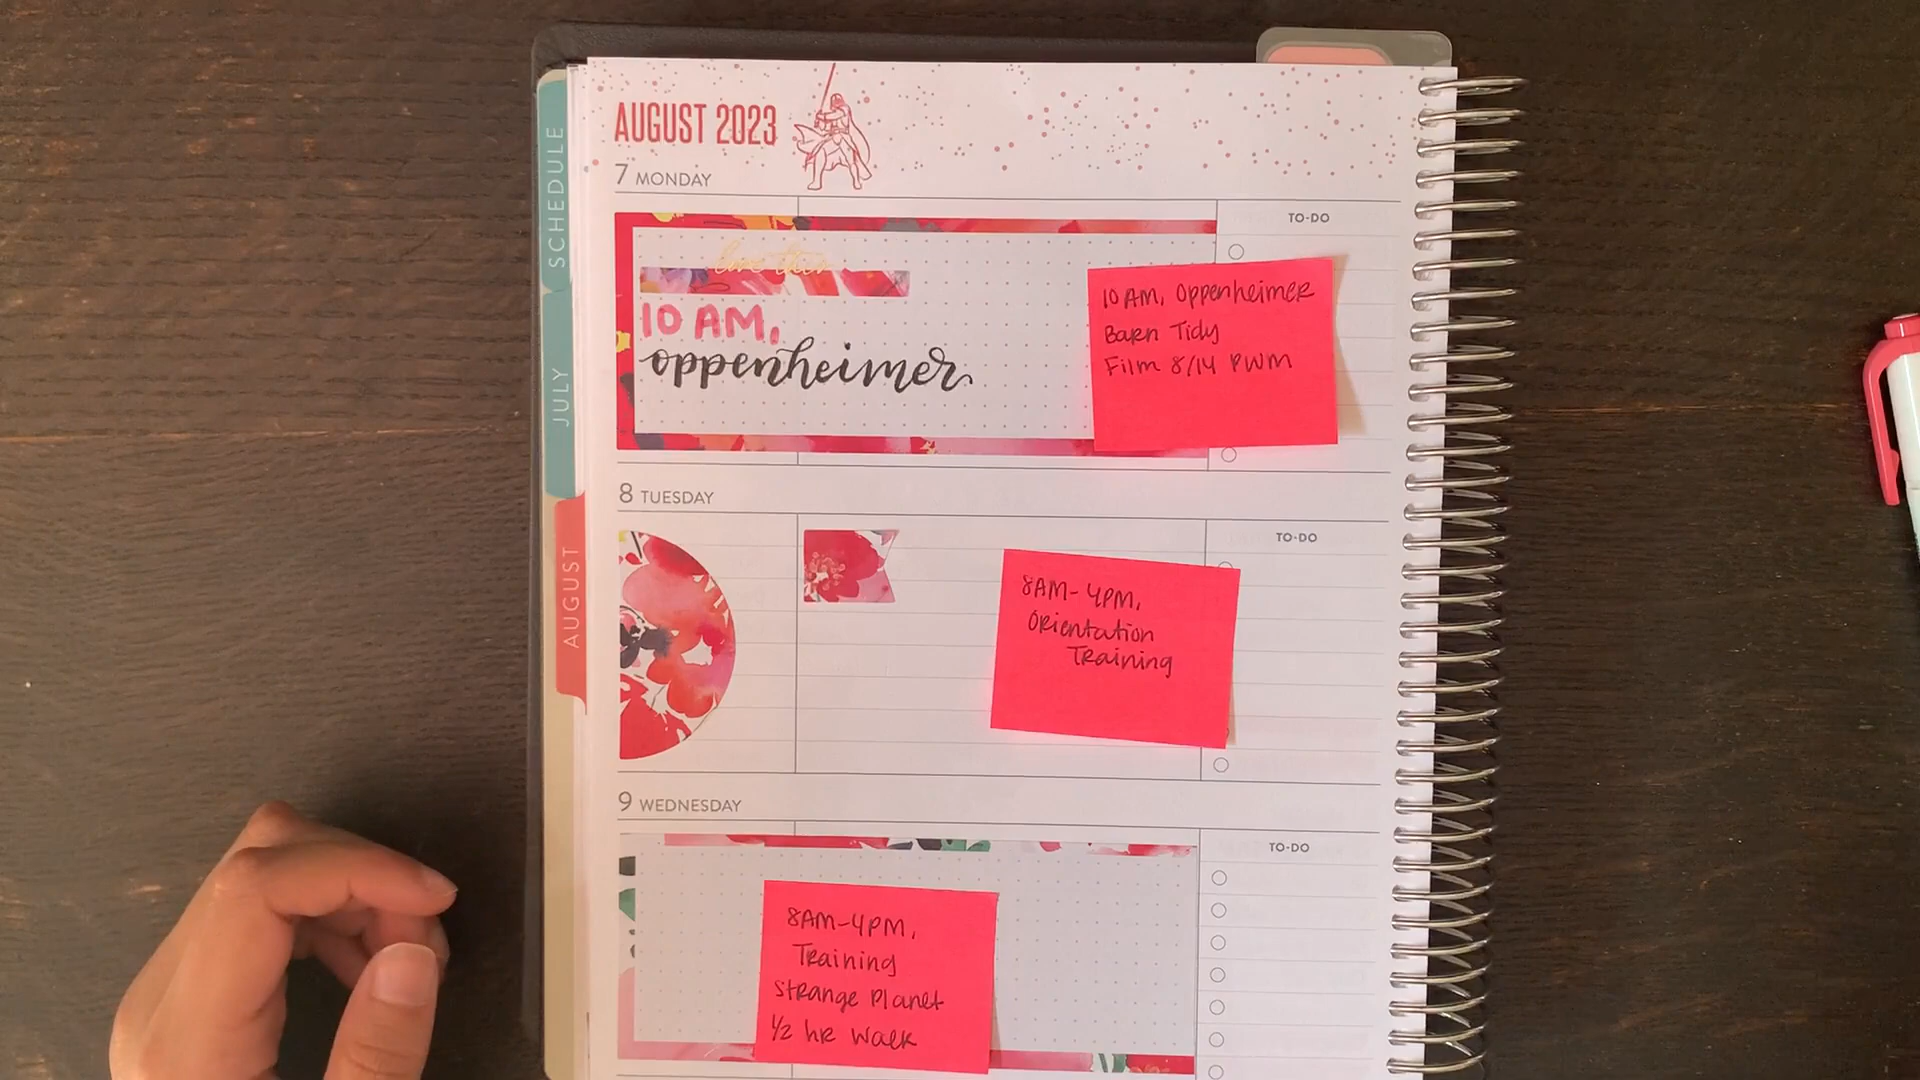 AUGUST 2023
7 MONDAY
TO-DO
10 AM,
oppenheimer
10 AM, Oppenheimer
Barn Tidy
Film 8/14 PWM
8 TUESDAY
TO-DO
8AM-4PM,
Orientation
Training
9 WEDNESDAY
TO-DO
8AM-4PM,
Training
Strange Planet
1/2 hr walk
SCHEDULE
JULY
AUGUST